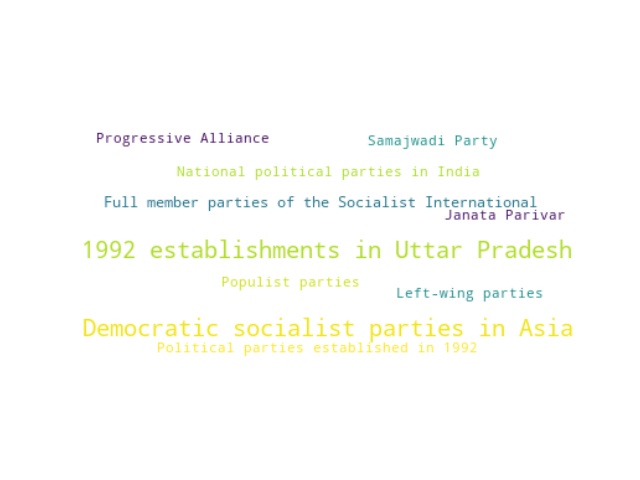 Progressive Alliance
Samajwadi Party
National political parties in India
Full member parties of the Socialist International
Janata Parivar
1992 establishments in Uttar Pradesh
Populist parties
Left-wing parties
Democratic socialist parties in Asia
Political parties established in 1992